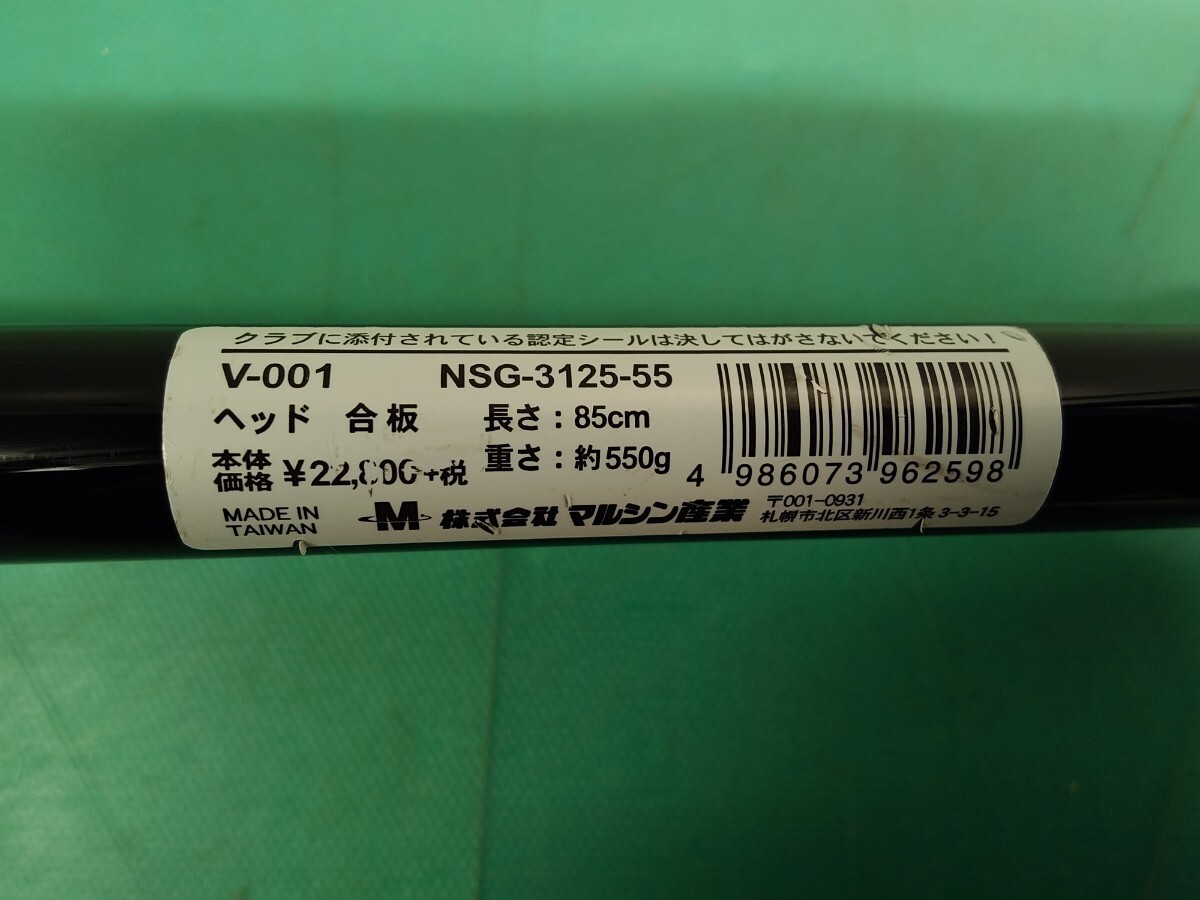 クラブに添付されている認定シールは決してはがさないでください!
V-001 NSG-3125-55
ヘッド 合板 長さ:85cm
本体価格 ¥22,800+税 重さ:約550g
4 986073 962598
MADE IN TAIWAN
M 株式会社 マルシン産業
〒001-0931
札幌市北区新川西1条3-3-15